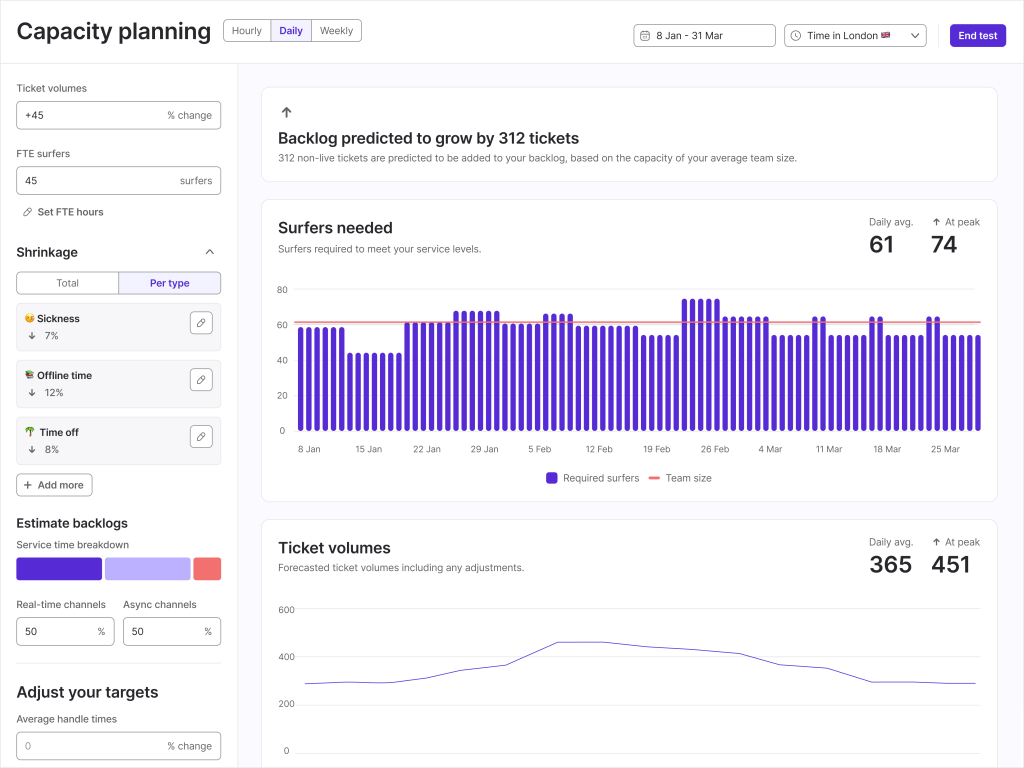 Capacity planning
Hourly Daily Weekly
8 Jan - 31 Mar
Time in London 🇬🇧
End test
Ticket volumes
+45 % change
FTE surfers
45 surfers
Set FTE hours
Shrinkage
Total Per type
Sickness
7%
Offline time
12%
Time off
8%
+ Add more
Estimate backlogs
Service time breakdown
Real-time channels Async channels
50 % 50 %
Adjust your targets
Average handle times
0 % change
Backlog predicted to grow by 312 tickets
312 non-live tickets are predicted to be added to your backlog, based on the capacity of your average team size.
Surfers needed
Surfers required to meet your service levels.
Daily avg. At peak
61 74
80
60
40
20
0
8 Jan 15 Jan 22 Jan 29 Jan 5 Feb 12 Feb 19 Feb 26 Feb 4 Mar 11 Mar 18 Mar 25 Mar
Required surfers Team size
Ticket volumes
Forecasted ticket volumes including any adjustments.
Daily avg. At peak
365 451
600
400
200
0